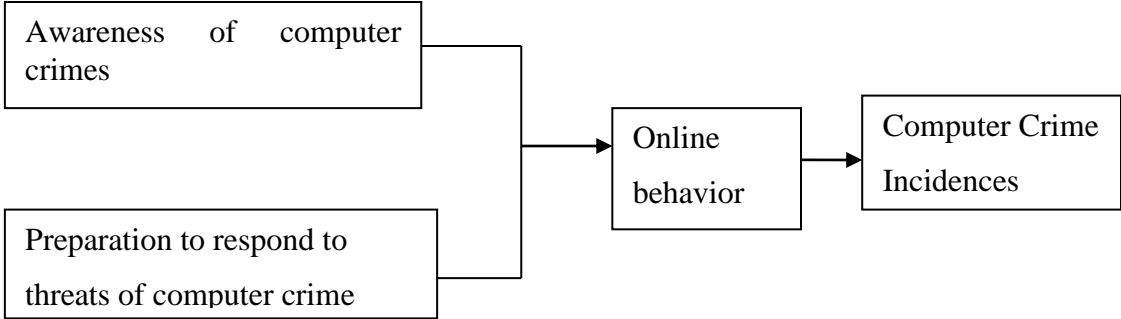 Awareness of computer
crimes
Preparation to respond to
threats of computer crime
Online
behavior
Computer Crime
Incidences